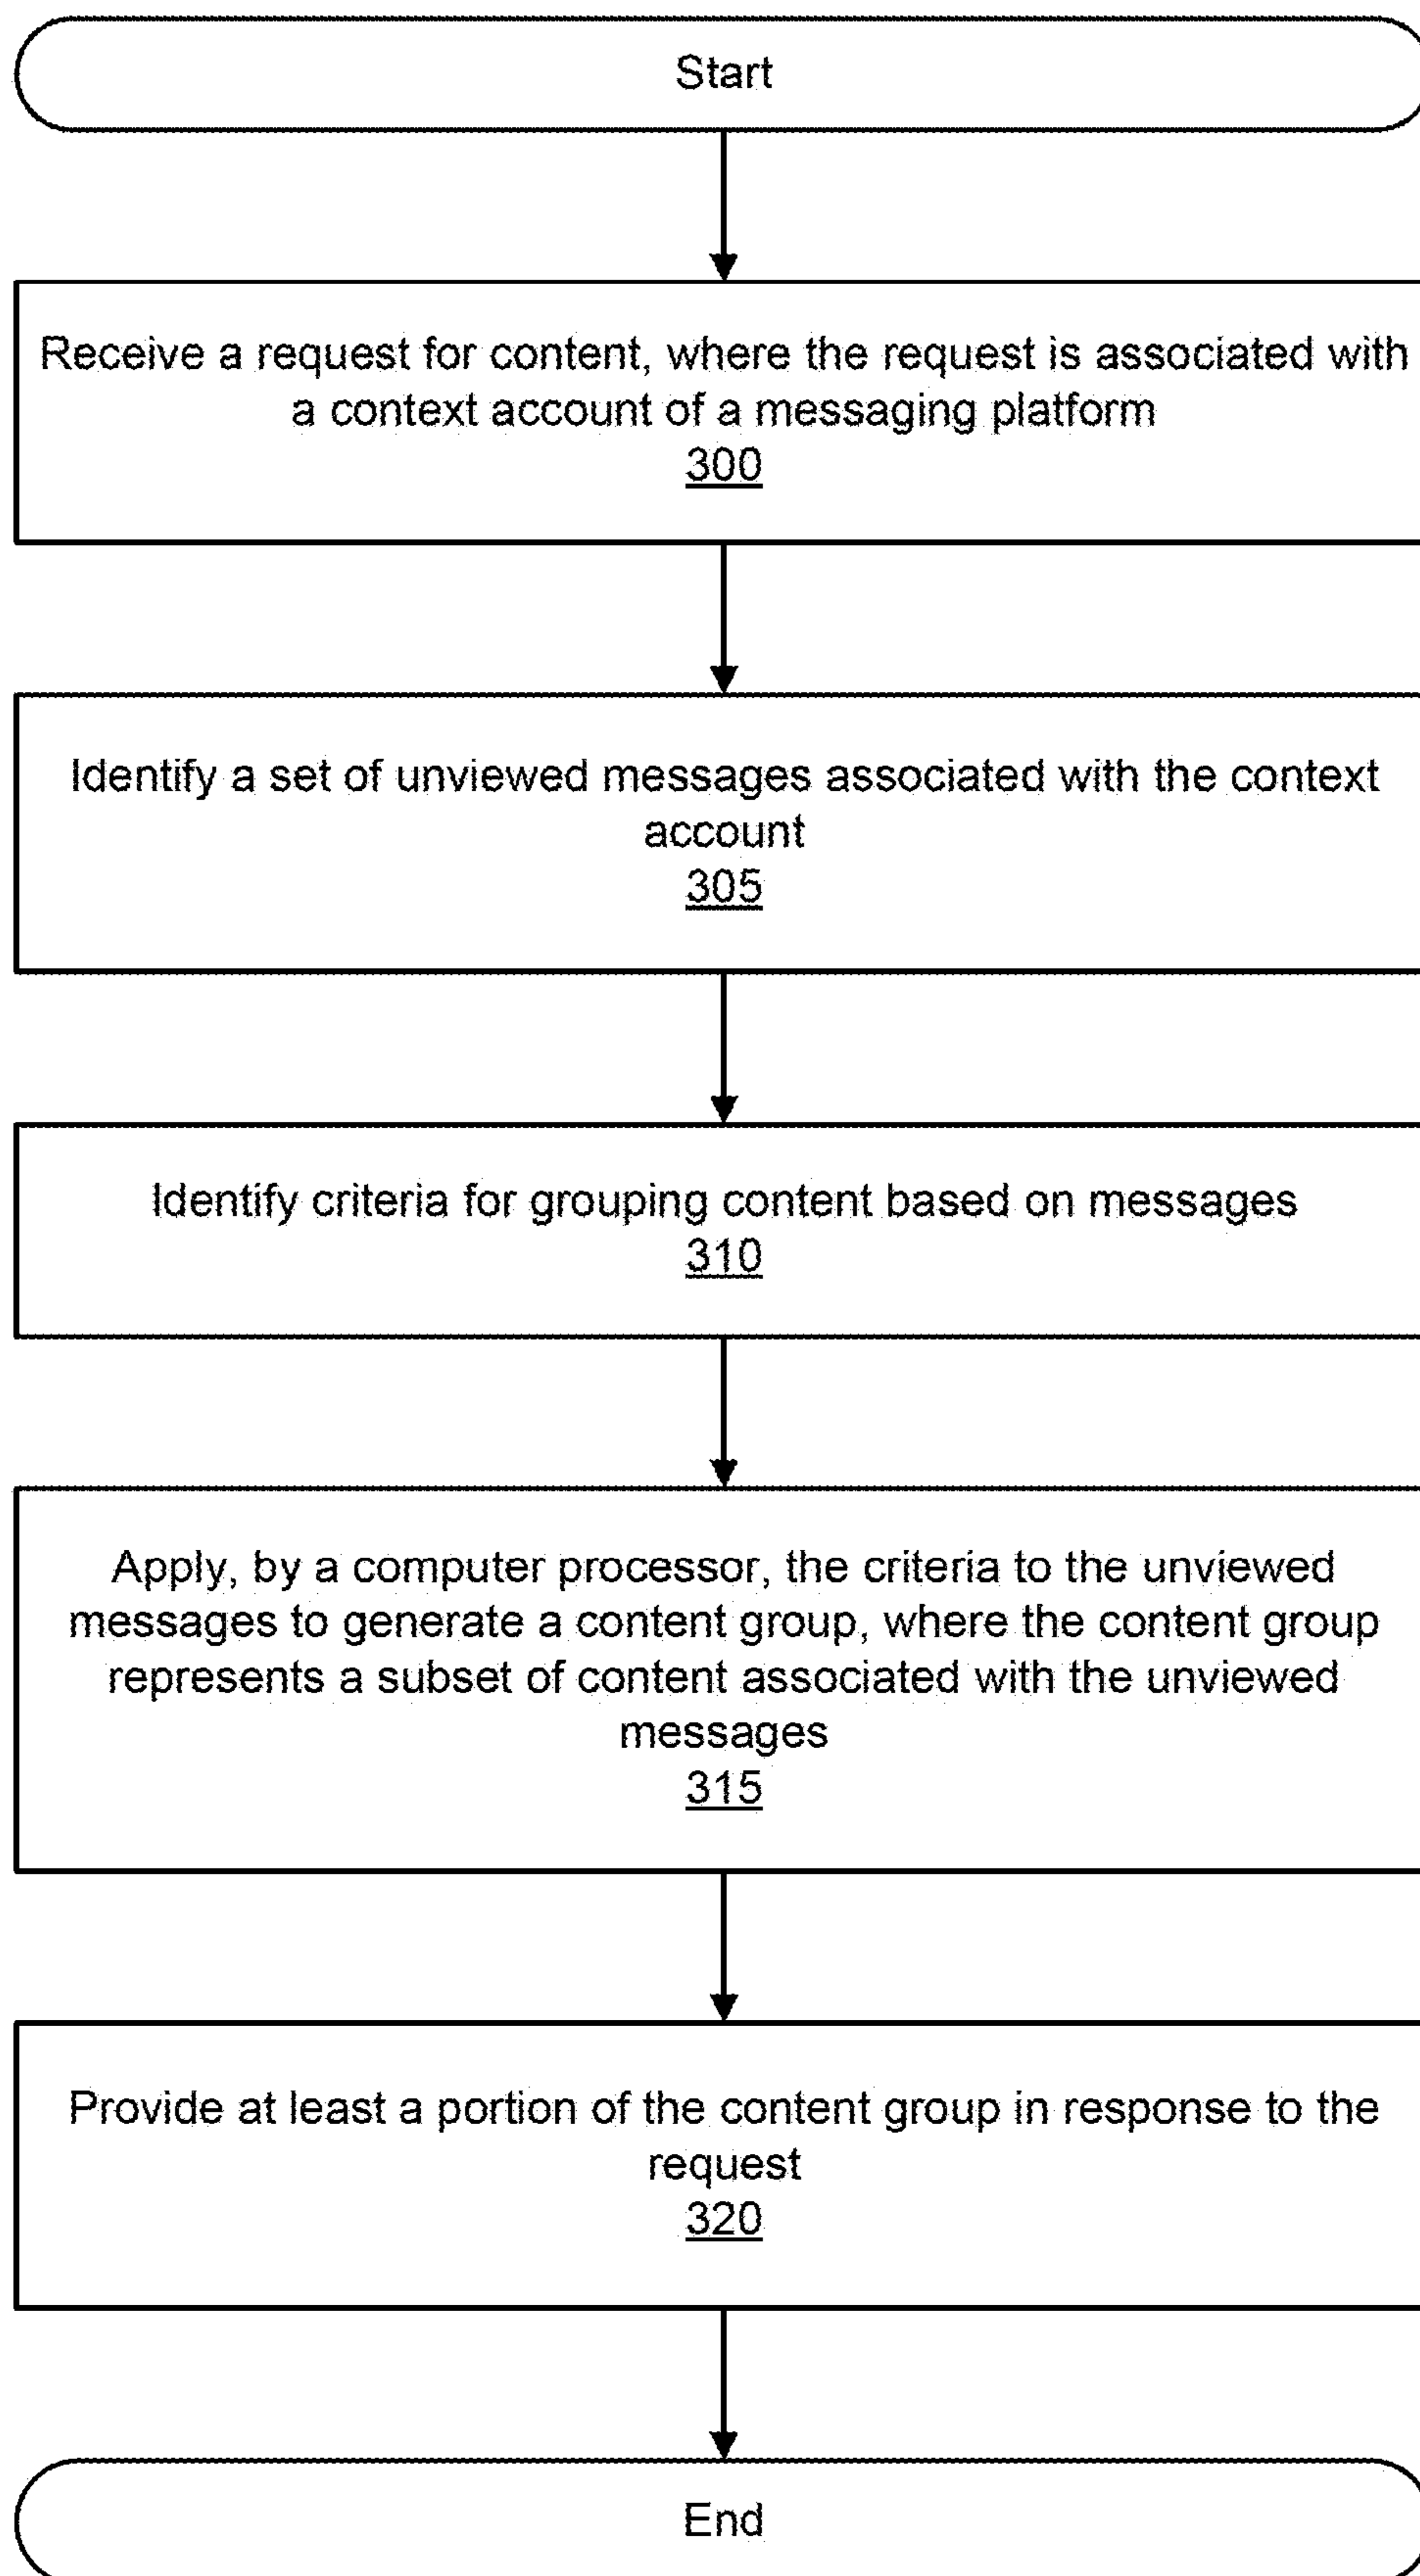 Start
Receive a request for content, where the request is associated with
a context account of a messaging platform
300
Identify a set of unviewed messages associated with the context
account
305
Identify criteria for grouping content based on messages
310
Apply, by a computer processor, the criteria to the unviewed
messages to generate a content group, where the content group
represents a subset of content associated with the unviewed
messages
315
Provide at least a portion of the content group in response to the
request
320
End